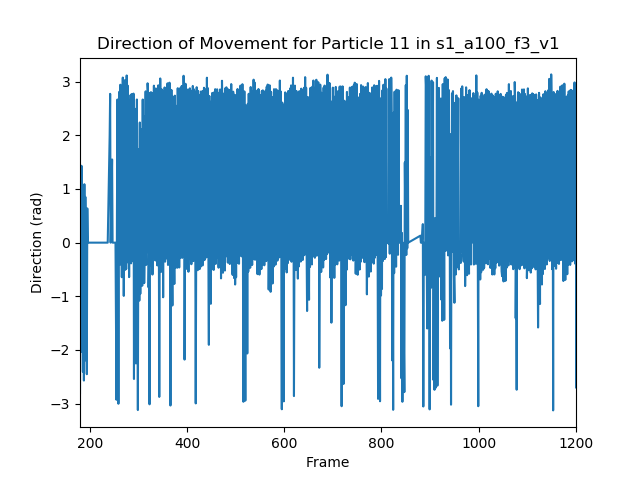 Direction of Movement for Particle 11 in s1_a100_f3_v1
3
2
1
0
−1
−2
−3
Direction (rad)
200 400 600 800 1000 1200
Frame